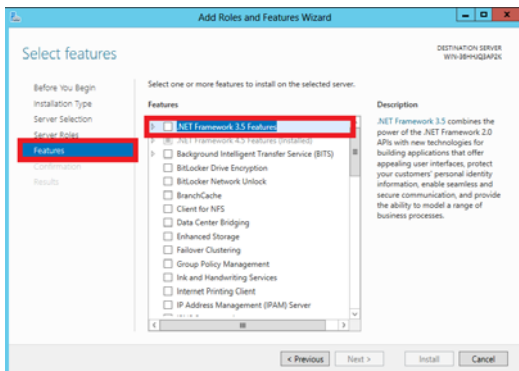 Add Roles and Features Wizard
Select features
DESTINATION SERVER
Before You Begin
Installation Type
Server Selection
Server Roles
Features
Confirmation
Results
Select one or more features to install on the selected server.
Features
.NET Framework 3.5 Features
.NET Framework 4.5 Features (Installed)
Background Intelligent Transfer Service (BITS)
BitLocker Drive Encryption
BitLocker Network Unlock
BranchCache
Client for NFS
Data Center Bridging
Enhanced Storage
Failover Clustering
Group Policy Management
Ink and Handwriting Services
Internet Printing Client
IP Address Management (IPAM) Server
Description
.NET Framework 3.5 combines the
power of the .NET Framework 2.0
APIs with new technologies for
building applications that offer
appealing user interfaces, protect
your customers' personal identity
information, enable seamless and
secure communication, and provide
the ability to model a range of
business processes.
< Previous
Next >
Install
Cancel